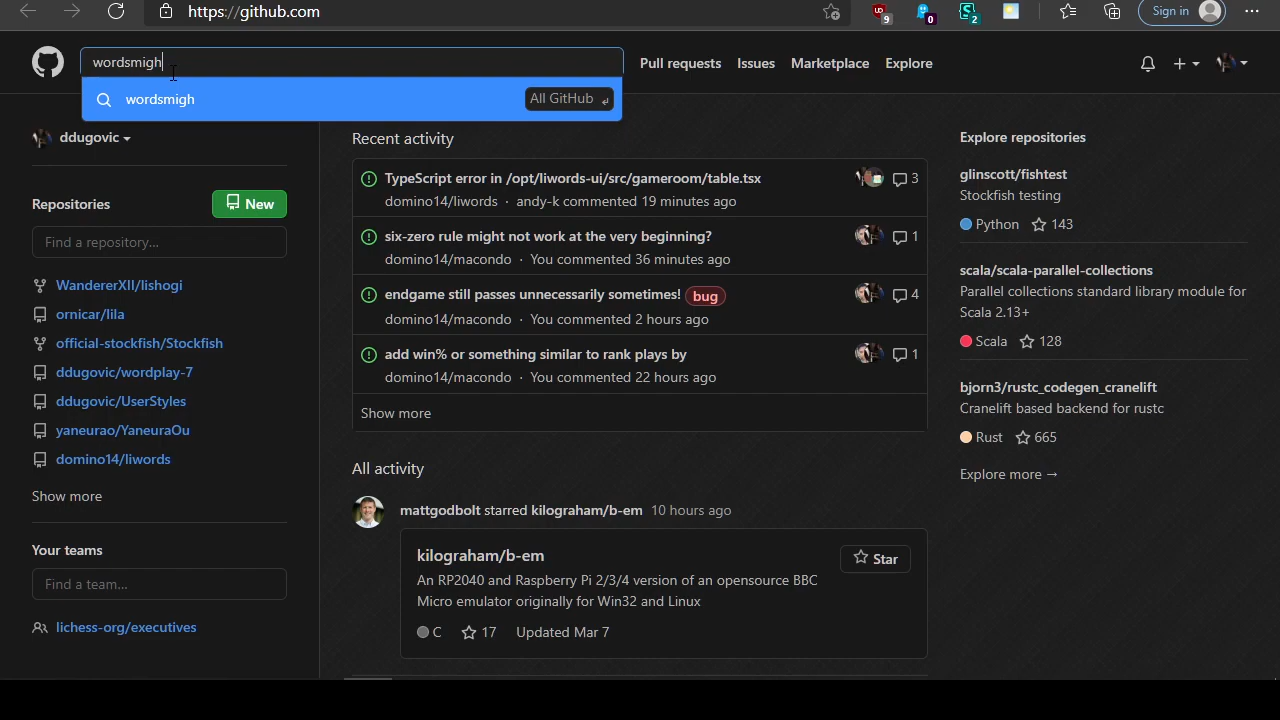 https://github.com
9
0
2
Sign in
wordsmigh
Pull requests
Issues
Marketplace
Explore
wordsmigh
All GitHub
ddugovic
Repositories
New
Find a repository...
WandererXII/lishogi
ornicar/lila
official-stockfish/Stockfish
ddugovic/wordplay-7
ddugovic/UserStyles
yaneurao/YaneuraOu
domino14/liwords
Show more
Your teams
Find a team...
lichess-org/executives
Recent activity
TypeScript error in /opt/liwords-ui/src/gameroom/table.tsx
3
domino14/liwords · andy-k commented 19 minutes ago
six-zero rule might not work at the very beginning?
1
domino14/macondo · You commented 36 minutes ago
endgame still passes unnecessarily sometimes! bug
4
domino14/macondo · You commented 2 hours ago
add win% or something similar to rank plays by
1
domino14/macondo · You commented 22 hours ago
Show more
All activity
mattgodbolt starred kilograham/b-em 10 hours ago
kilograham/b-em
Star
An RP2040 and Raspberry Pi 2/3/4 version of an opensource BBC
Micro emulator originally for Win32 and Linux
C 17 Updated Mar 7
Explore repositories
glinscott/fishtest
Stockfish testing
Python 143
scala/scala-parallel-collections
Parallel collections standard library module for
Scala 2.13+
Scala 128
bjorn3/rustc_codegen_cranelift
Cranelift based backend for rustc
Rust 665
Explore more →